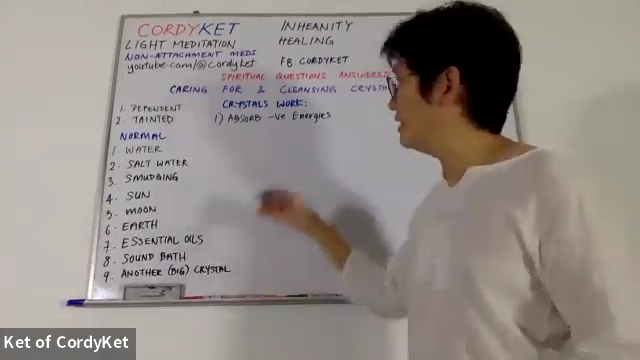 CORDYKET
INHEANITY
LIGHT MEDITATION
HEALING
NON-ATTACHMENT MEDI
youtube.com/@Cordyket
FB: CORDYKET
SPIRITUAL QUESTIONS ANSWERED
CARING FOR & CLEANSING CRYSTA
1. DEPENDENT
CRYSTALS WORK:
2. TAINTED
1) ABSORB -ve Energies
NORMAL
1 WATER
2. SALT WATER
3. SMUDGING
4. SUN
5. MOON
6. EARTH
7. ESSENTIAL OILS
8. SOUND BATH
9. ANOTHER (BIG) CRYSTAL
Ket of CordyKet